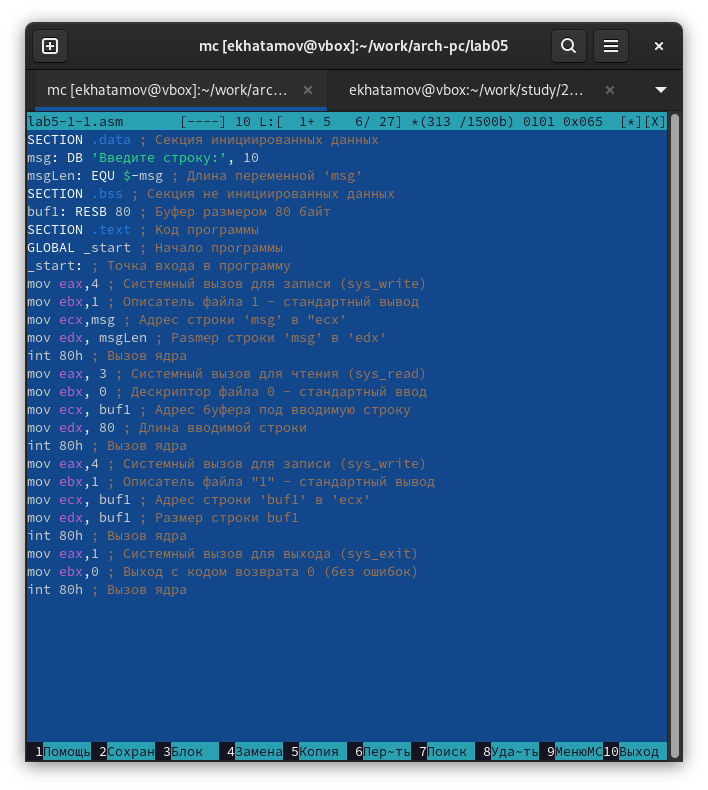 mc [ekhatamov@vbox]:~/work/arch-pc/lab05
mc [ekhatamov@vbox]:~/work/arc... ekhatamov@vbox:~/work/study/2...
lab5-1-1.asm [----] 10 L:[ 1+ 5 6/ 27] *(313 /1500b) 0101 0x065 [*][X]
SECTION .data ; Секция инициированных данных
msg: DB 'Введите строку:', 10
msgLen: EQU $-msg ; Длина переменной 'msg'
SECTION .bss ; Секция не инициированных данных
buf1: RESB 80 ; Буфер размером 80 байт
SECTION .text ; Код программы
GLOBAL _start ; Начало программы
_start: ; Точка входа в программу
mov eax,4 ; Системный вызов для записи (sys_write)
mov ebx,1 ; Описатель файла 1 - стандартный вывод
mov ecx,msg ; Адрес строки 'msg' в "ecx'
mov edx, msgLen ; Размер строки 'msg' в 'edx'
int 80h ; Вызов ядра
mov eax, 3 ; Системный вызов для чтения (sys_read)
mov ebx, 0 ; Дескриптор файла 0 - стандартный ввод
mov ecx, buf1 ; Адрес буфера под вводимую строку
mov edx, 80 ; Длина вводимой строки
int 80h ; Вызов ядра
mov eax,4 ; Системный вызов для записи (sys_write)
mov ebx,1 ; Описатель файла "1" - стандартный вывод
mov ecx, buf1 ; Адрес строки 'buf1' в 'ecx'
mov edx, buf1 ; Размер строки buf1
int 80h ; Вызов ядра
mov eax,1 ; Системный вызов для выхода (sys_exit)
mov ebx,0 ; Выход с кодом возврата 0 (без ошибок)
int 80h ; Вызов ядра
1Помощь 2Сохран 3Блок 4Замена 5Копия 6Пер~ть 7Поиск 8Уда~ть 9МенюMC 10Выход